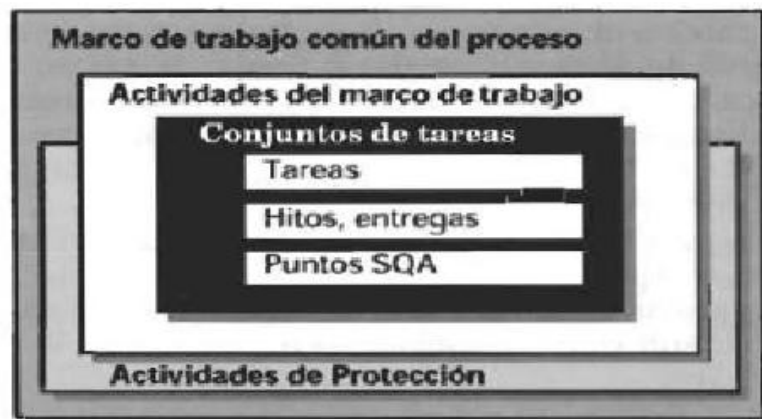 Marco de trabajo común del proceso
Actividades del marco de trabajo
Conjuntos de tareas
Tareas
Hitos, entregas
Puntos SQA
Actividades de Protección